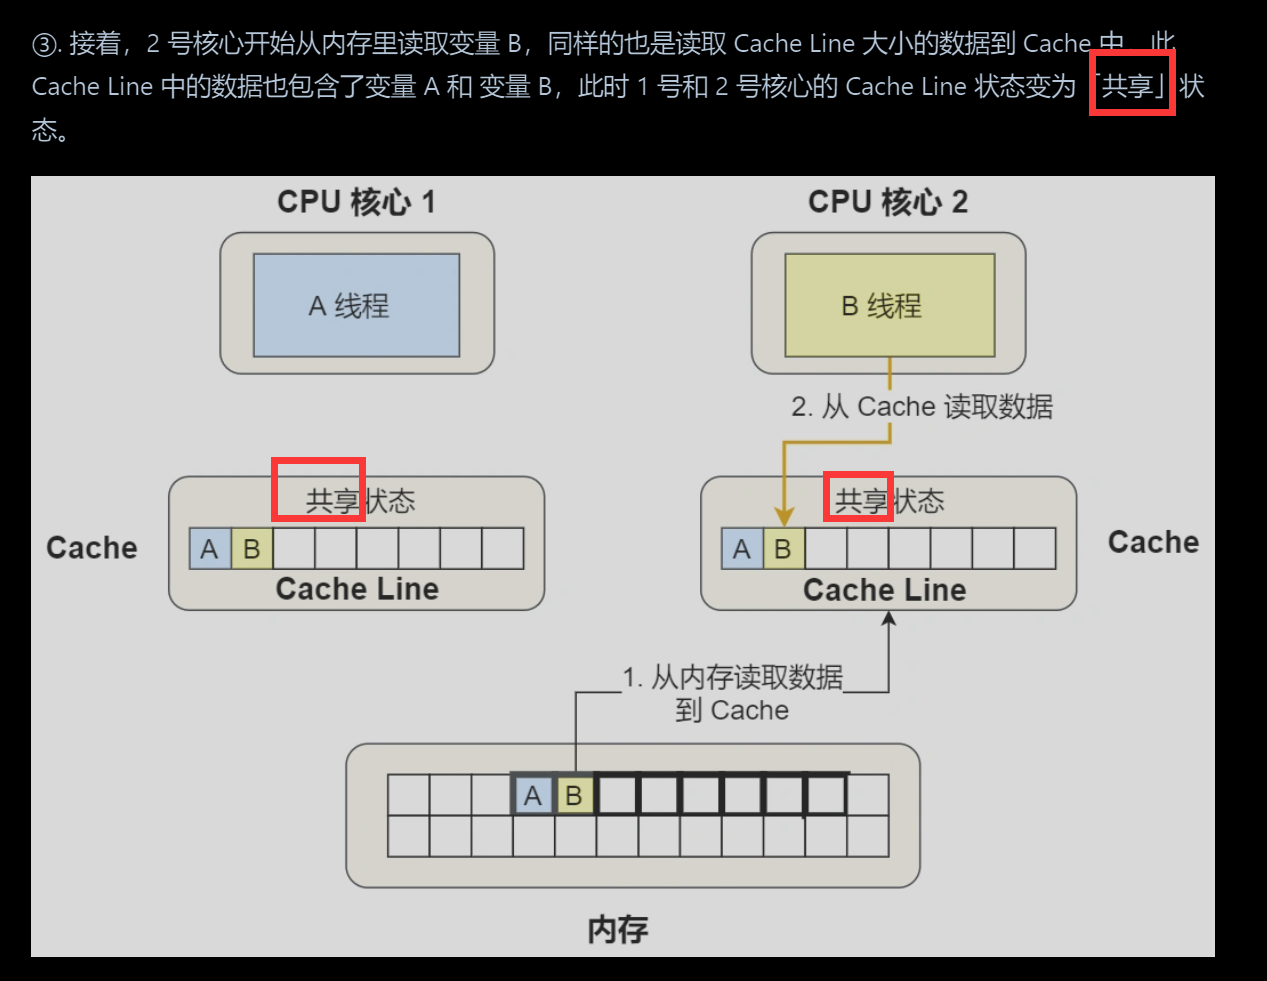 ③. 接着，2 号核心开始从内存里读取变量 B，同样的也是读取 Cache Line 大小的数据到 Cache 中，此
Cache Line 中的数据也包含了变量 A 和 变量 B，此时 1 号和 2 号核心的 Cache Line 状态变为「共享」状
态。
CPU 核心 1
CPU 核心 2
A 线程
B 线程
2. 从 Cache 读取数据
共享状态
共享状态
Cache
A B
A B
Cache
Cache Line
Cache Line
1. 从内存读取数据
到 Cache
A B
内存